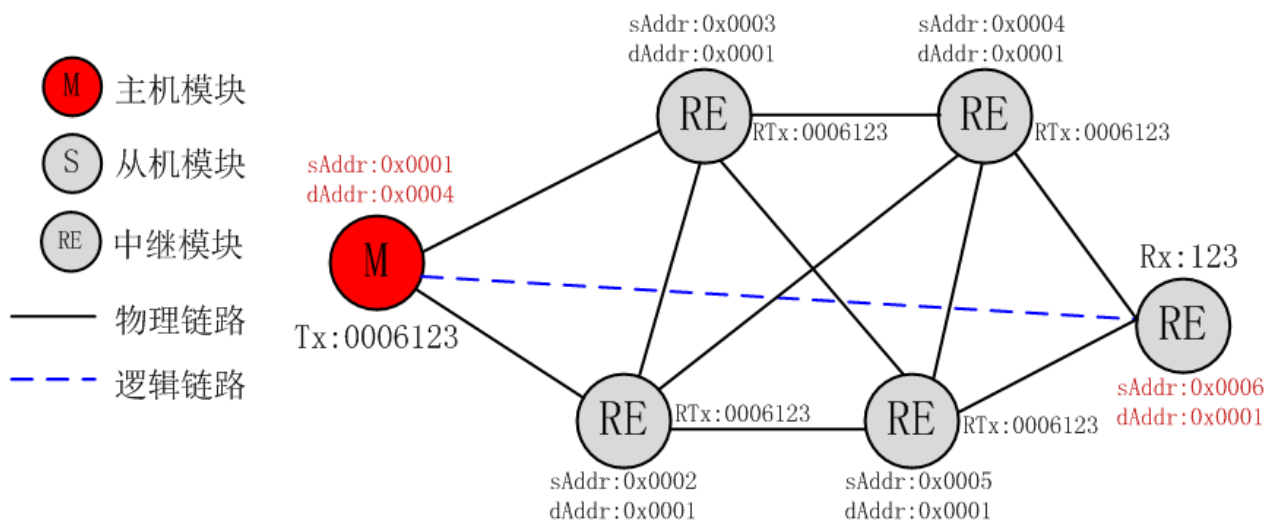 M 主机模块
S 从机模块
RE 中继模块
物理链路
逻辑链路
sAddr:0x0001
dAddr:0x0004
M
Tx:0006123
sAddr:0x0003
dAddr:0x0001
RE
RTx:0006123
sAddr:0x0004
dAddr:0x0001
RE
RTx:0006123
RE
RTx:0006123
sAddr:0x0002
dAddr:0x0001
RE
RTx:0006123
sAddr:0x0005
dAddr:0x0001
Rx:123
RE
sAddr:0x0006
dAddr:0x0001